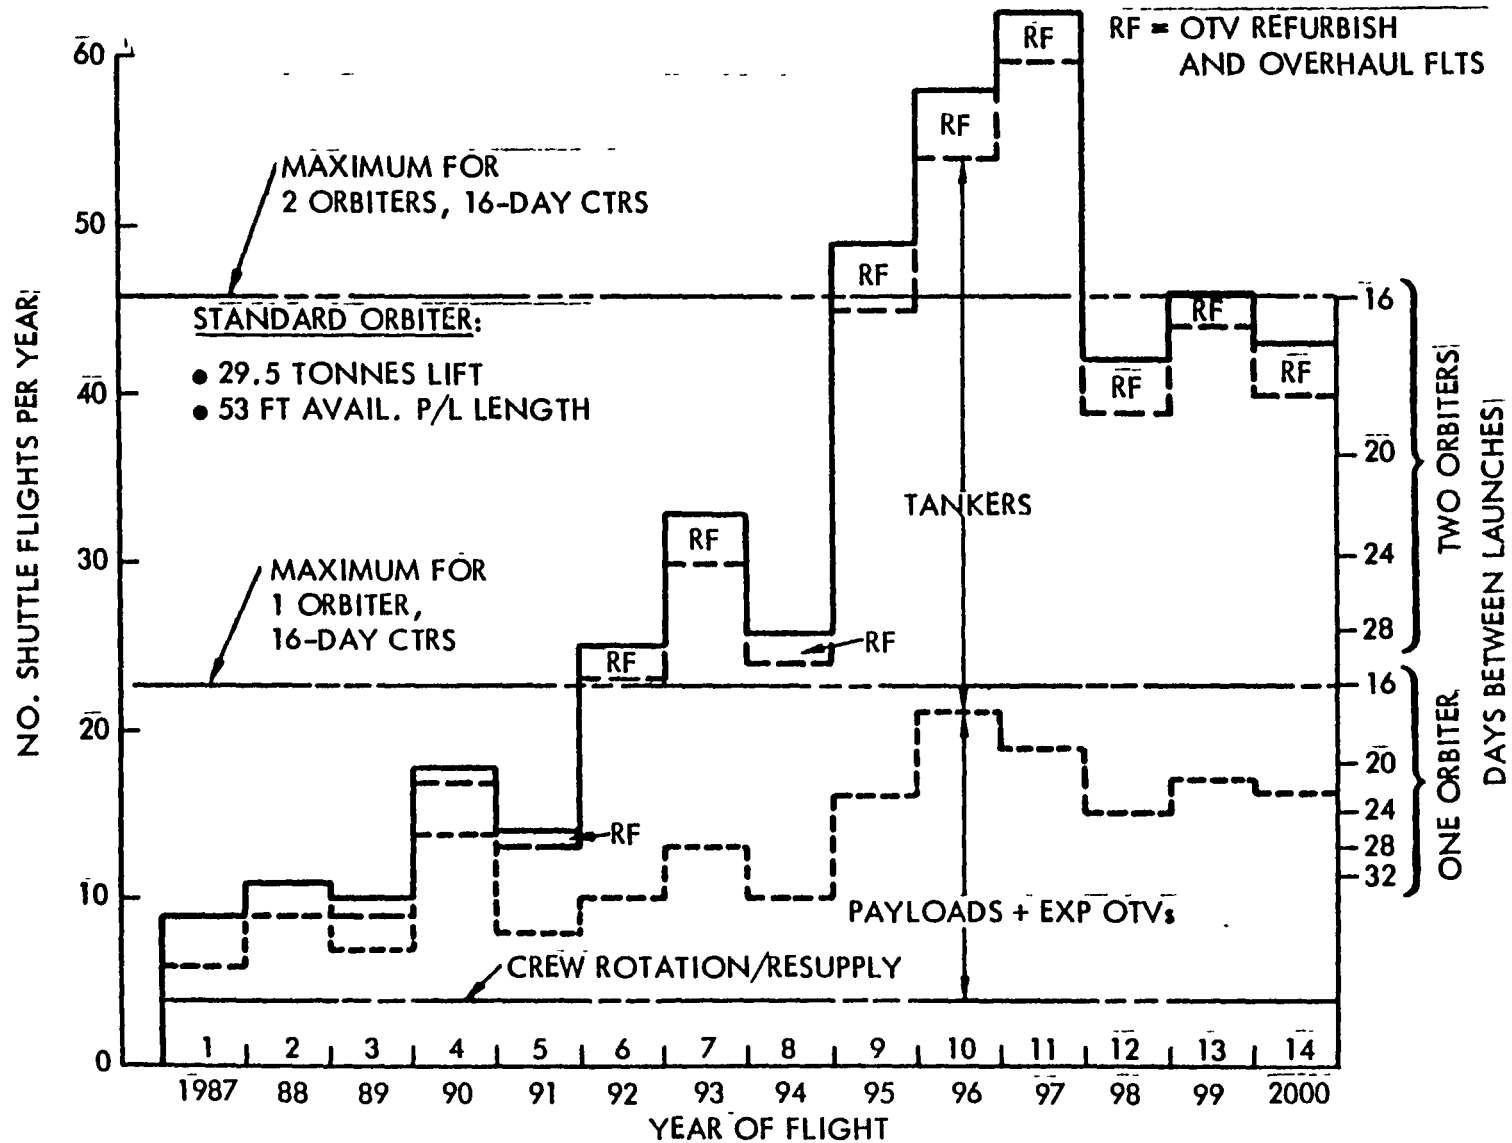 RF = OTV REFURBISH
AND OVERHAUL FLTS
60
50
40
30
20
10
0
NO. SHUTTLE FLIGHTS PER YEAR
MAXIMUM FOR
2 ORBITERS, 16-DAY CTRS
STANDARD ORBITER:
● 29.5 TONNES LIFT
● 53 FT AVAIL. P/L LENGTH
MAXIMUM FOR
1 ORBITER,
16-DAY CTRS
RF
RF
RF
RF
RF
RF
RF
RF
RF
RF
TANKERS
PAYLOADS + EXP OTVs
CREW ROTATION/RESUPPLY
16
20
24
28
TWO ORBITERS
16
20
24
28
32
ONE ORBITER
DAYS BETWEEN LAUNCHES
1 2 3 4 5 6 7 8 9 10 11 12 13 14
1987 88 89 90 91 92 93 94 95 96 97 98 99 2000
YEAR OF FLIGHT